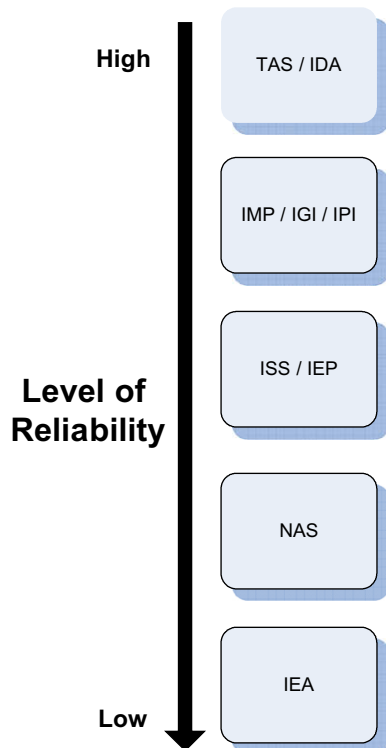 High
TAS / IDA
IMP / IGI / IPI
ISS / IEP
Level of
Reliability
NAS
IEA
Low